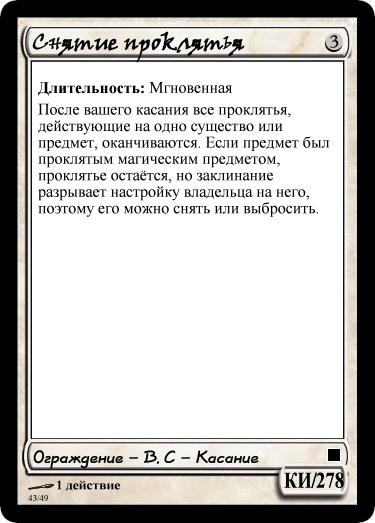 Снятие проклятья 3
Длительность: Мгновенная
После вашего касания все проклятья,
действующие на одно существо или
предмет, оканчиваются. Если предмет был
проклятым магическим предметом,
проклятье остаётся, но заклинание
разрывает настройку владельца на него,
поэтому его можно снять или выбросить.
Ограждение – В, С – Касание
КИ/278
1 действие
43/49